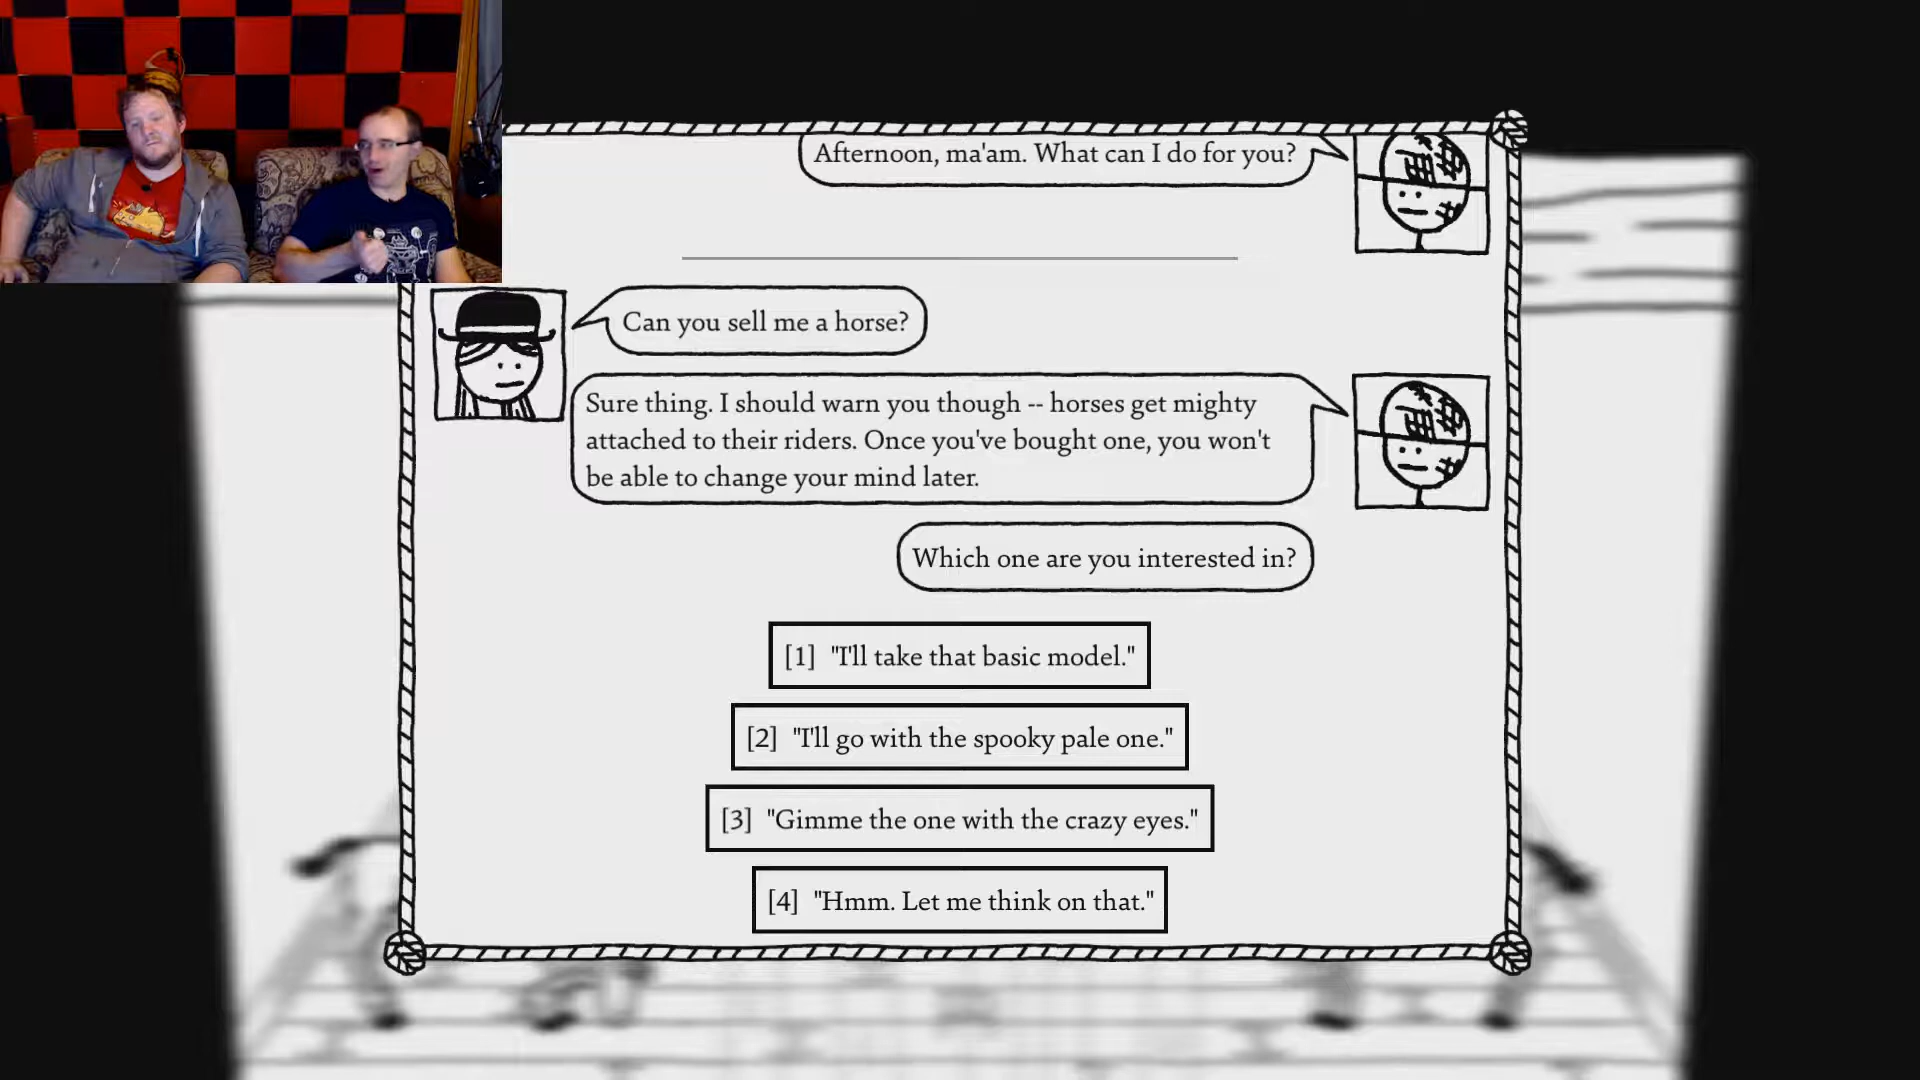 Afternoon, ma'am. What can I do for you?
Can you sell me a horse?
Sure thing. I should warn you though -- horses get mighty
attached to their riders. Once you've bought one, you won't
be able to change your mind later.
Which one are you interested in?
[1] "I'll take that basic model."
[2] "I'll go with the spooky pale one."
[3] "Gimme the one with the crazy eyes."
[4] "Hmm. Let me think on that."